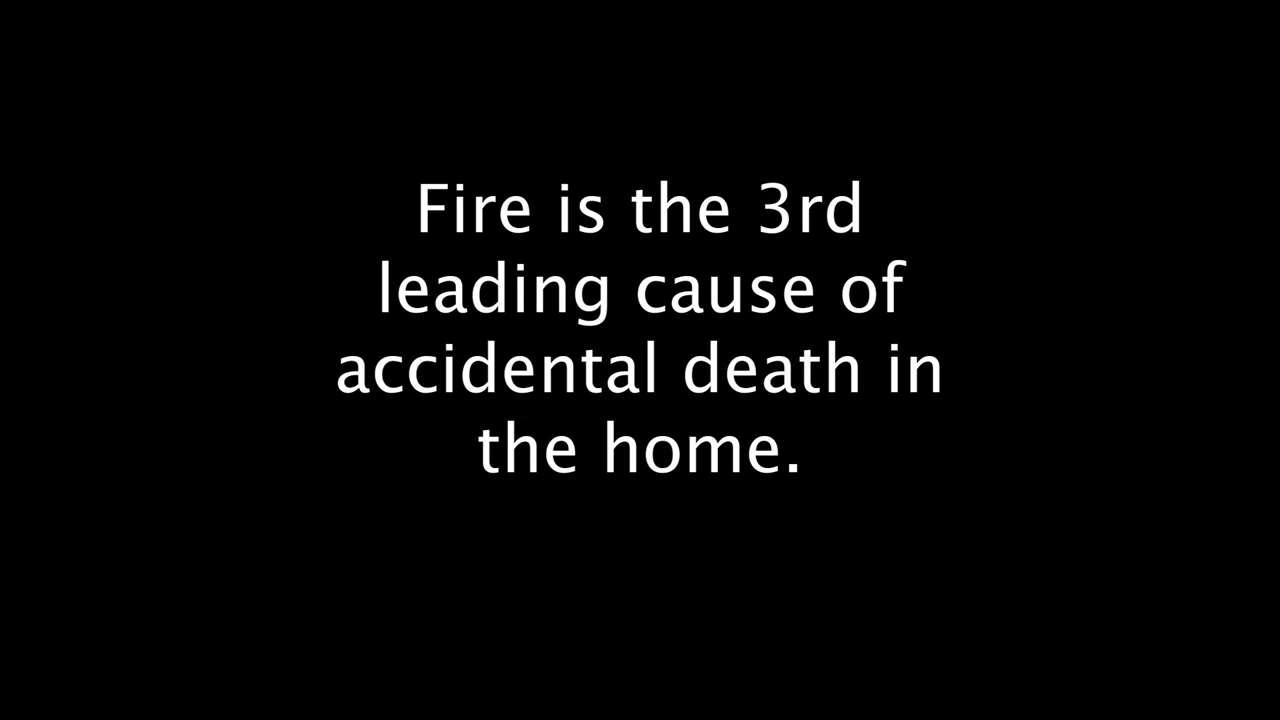 Fire is the 3rd
leading cause of
accidental death in
the home.